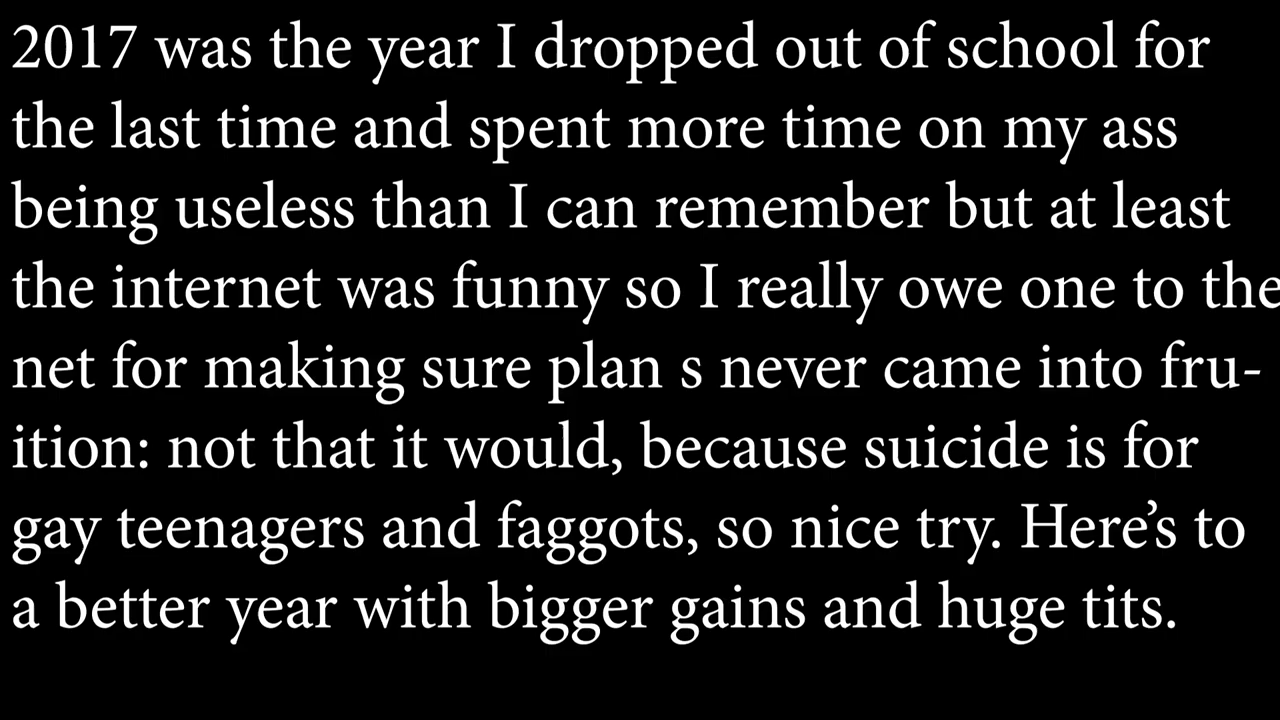 2017 was the year I dropped out of school for
the last time and spent more time on my ass
being useless than I can remember but at least
the internet was funny so I really owe one to the
net for making sure plan s never came into fru-
ition: not that it would, because suicide is for
gay teenagers and faggots, so nice try. Here’s to
a better year with bigger gains and huge tits.